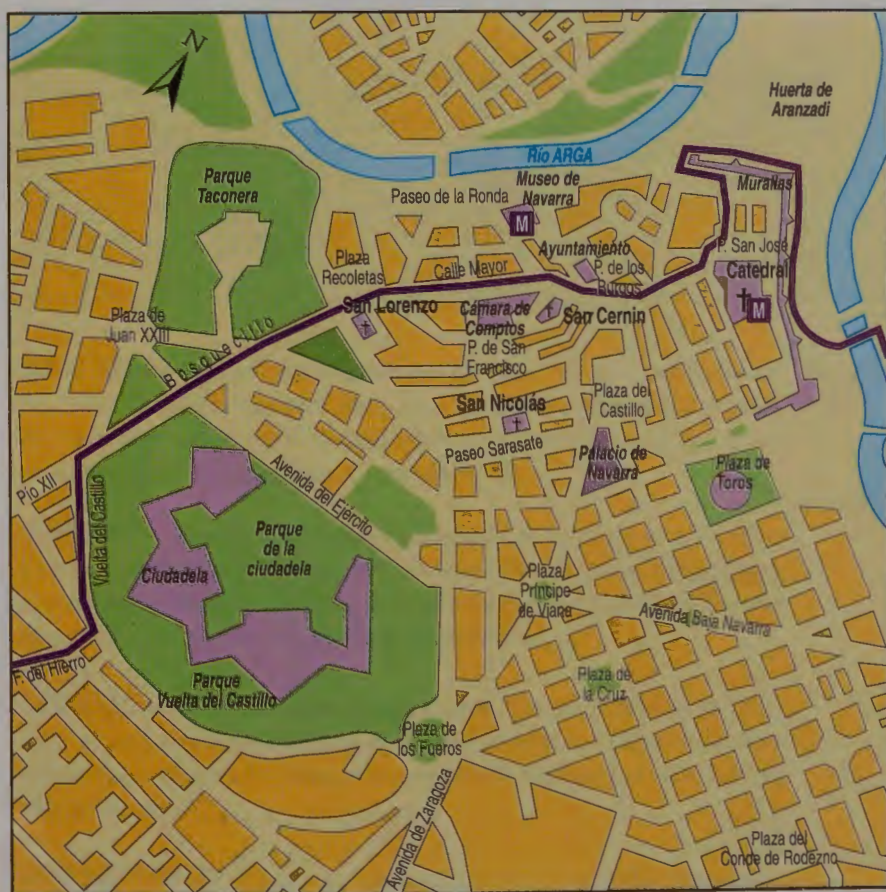 N
Huerta de
Aranzadi
Río ARGA
Parque
Taconera
Paseo de la Ronda
Museo de
Navarra
M
Murallas
Plaza
Recoletas
Calle Mayor
Ayuntamiento
P. de los
Burgos
P. San José
Catedral
M
San Lorenzo
Cámara de
Comptos
San Cernin
Plaza de
Juan XXIII
Bosquecillo
P. de San
Francisco
San Nicolás
Plaza del
Castillo
Paseo Sarasate
Palacio de
Navarra
Plaza de
Toros
Pío XII
Vuelta del Castillo
Avenida del Ejército
Parque
de la
ciudadela
Ciudadela
Plaza
Príncipe
de Viana
Avenida Baja Navarra
F. del Hierro
Parque
Vuelta del Castillo
Plaza de
la Cruz
Plaza de
los Fueros
Avenida de Zaragoza
Plaza del
Conde de Rodezno